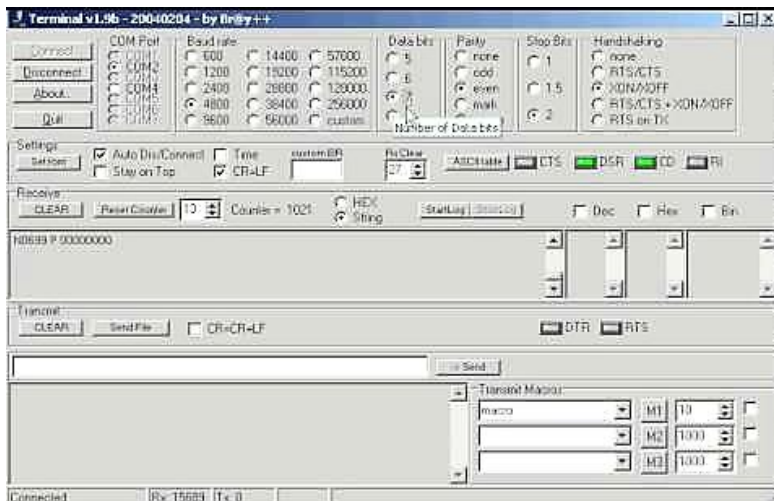 Terminal v1.9b - 20040204 - by Br@y++
Connect
Disconnect
About..
Quit
COM Port
COM2
COM4
Baud rate
600
1200
2400
4800
9600
14400
19200
28800
38400
56000
57600
115200
128000
256000
custom
Data bits
5
6
7
Number of Data bits
Parity
none
odd
even
mark
Stop Bits
1
1.5
2
Handshaking
none
RTS/CTS
XON/XOFF
RTS/CTS + XON/XOFF
RTS on TX
Settings
Set font
Auto Dis/Connect
Stay on Top
Time
CR=LF
custom BR
Rx Clear
27
ASCII table
CTS
DSR
CD
RI
Receive
CLEAR
Reset Counter
13
Counter = 1021
HEX
String
StartLog
StopLog
Dec
Hex
Bin
N0699 P 00000000
Transmit
CLEAR
Send File
CR=CR+LF
DTR
RTS
-> Send
Transmit Macros
macro
M1
10
M2
1000
M3
1000
Connected
Rx: 15689
Tx: 0